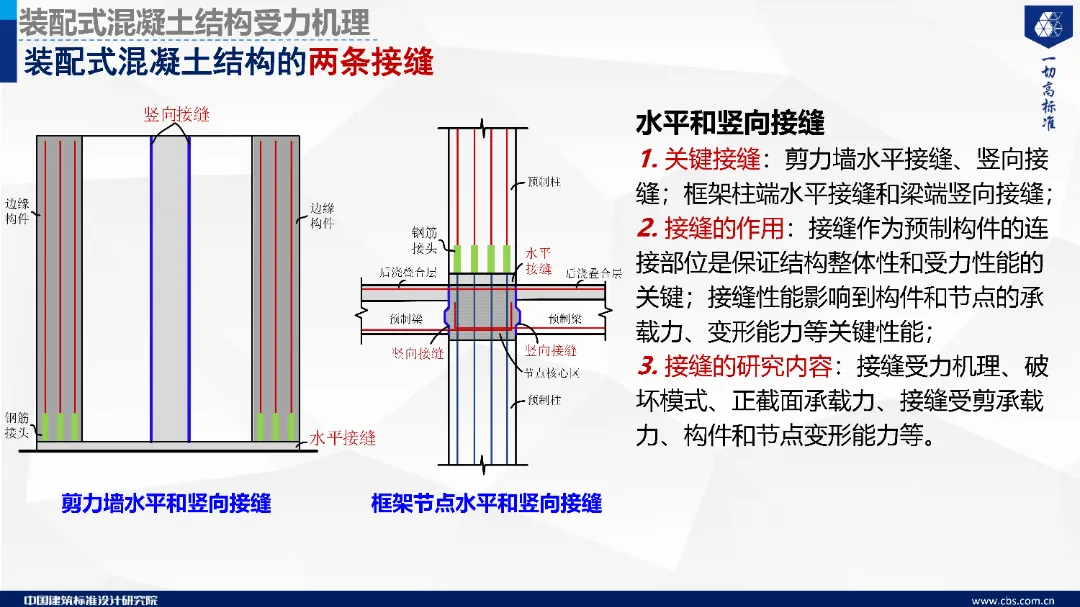 装配式混凝土结构受力机理
装配式混凝土结构的两条接缝
一切高标准
竖向接缝
边缘
构件
边缘
构件
钢筋
接头
水平接缝
剪力墙水平和竖向接缝
预制柱
钢筋
接头
水平
接缝
后浇叠合层
后浇叠合层
预制梁
预制梁
竖向接缝
竖向接缝
节点核心区
预制柱
框架节点水平和竖向接缝
水平和竖向接缝
1. 关键接缝：剪力墙水平接缝、竖向接
缝；框架柱端水平接缝和梁端竖向接缝；
2. 接缝的作用：接缝作为预制构件的连
接部位是保证结构整体性和受力性能的
关键；接缝性能影响到构件和节点的承
载力、变形能力等关键性能；
3. 接缝的研究内容：接缝受力机理、破
坏模式、正截面承载力、接缝受剪承载
力、构件和节点变形能力等。
中国建筑标准设计研究院
www.cbs.com.cn